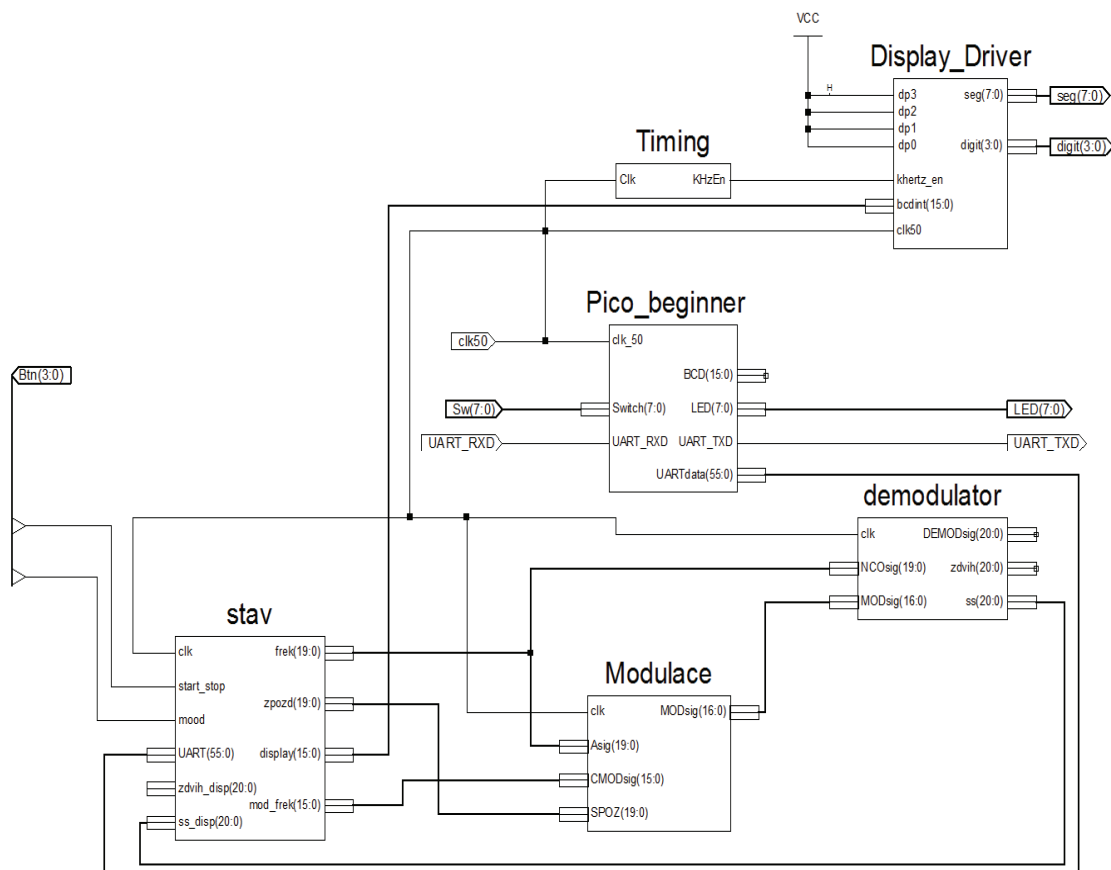 VCC
Display_Driver
H
dp3
seg(7:0)
seg(7:0)
dp2
dp1
dp0
digit(3:0)
digit(3:0)
Timing
Clk
KHzEn
khertz_en
bcdint(15:0)
clk50
Pico_beginner
clk50
clk_50
Btn(3:0)
BCD(15:0)
Sw(7:0)
Switch(7:0)
LED(7:0)
LED(7:0)
UART_RXD
UART_RXD
UART_TXD
UART_TXD
UARTdata(55:0)
demodulator
clk
DEMODsig(20:0)
NCOsig(19:0)
zdvih(20:0)
MODsig(16:0)
ss(20:0)
stav
clk
frek(19:0)
start_stop
zpozd(19:0)
mood
UART(55:0)
display(15:0)
zdvih_disp(20:0)
mod_frek(15:0)
ss_disp(20:0)
Modulace
clk
MODsig(16:0)
Asig(19:0)
CMODsig(15:0)
SPOZ(19:0)